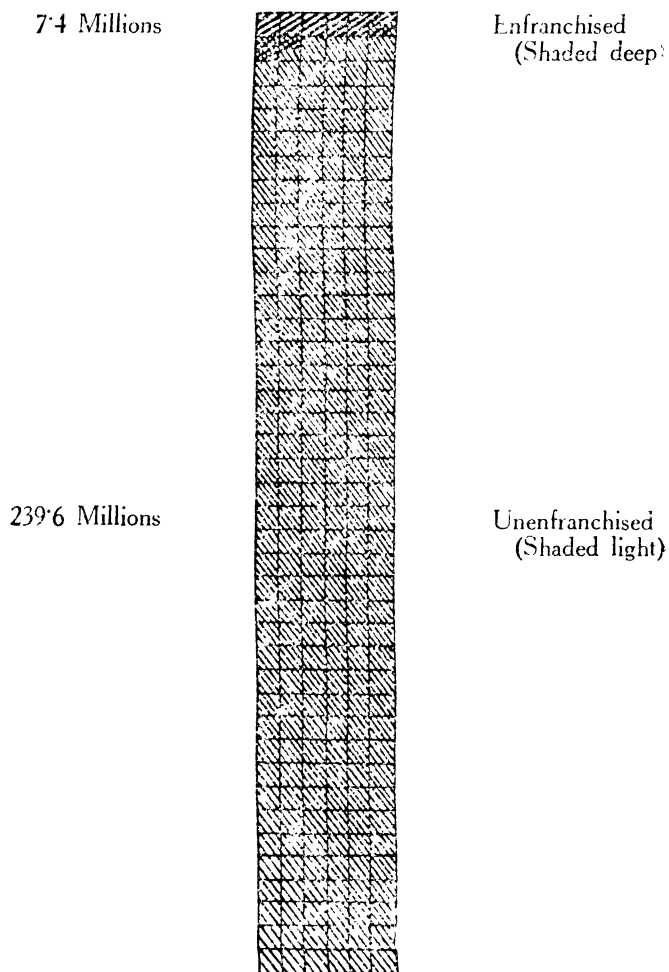 7·4 Millions
Enfranchised
(Shaded deep)
239·6 Millions
Unenfranchised
(Shaded light)